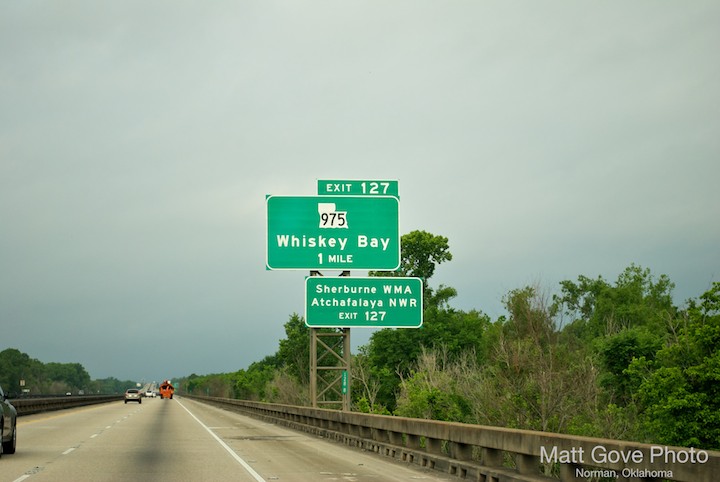 EXIT 127
975
Whiskey Bay
1 MILE
Sherburne WMA
Atchafalaya NWR
EXIT 127
Matt Gove Photo
Norman, Oklahoma